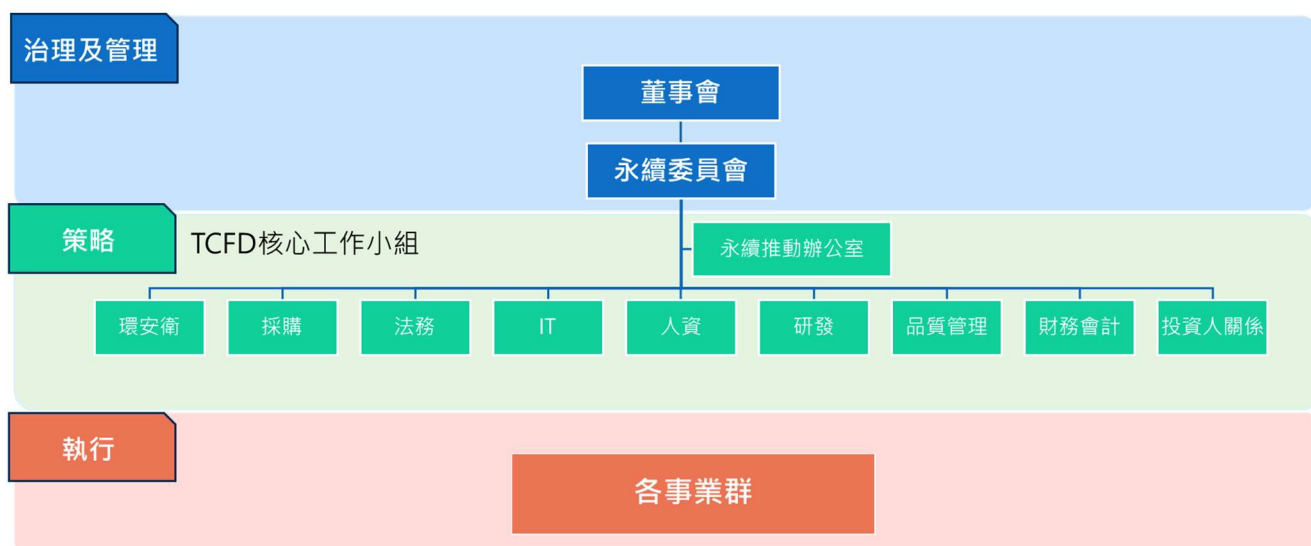 治理及管理
董事會
永續委員會
策略
TCFD核心工作小組
永續推動辦公室
環安衛
採購
法務
IT
人資
研發
品質管理
財務會計
投資人關係
執行
各事業群